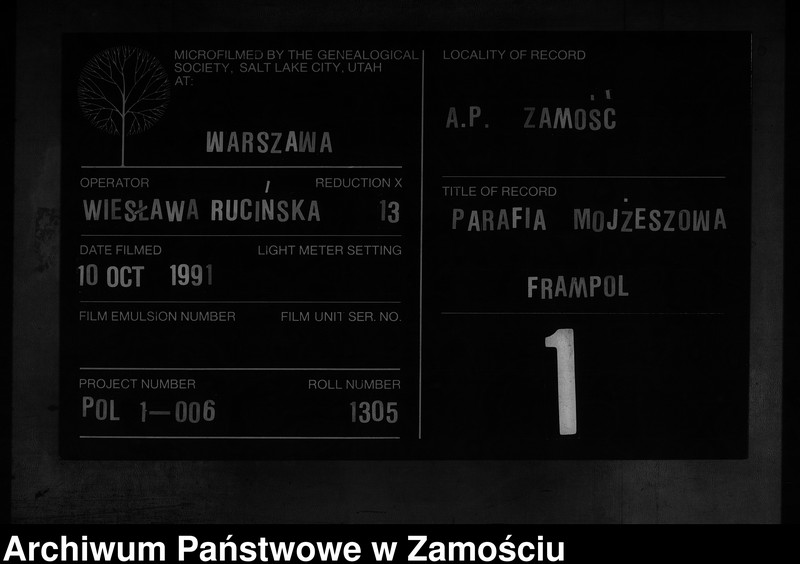 MICROFILMED BY THE GENEALOGICAL
SOCIETY, SALT LAKE CITY, UTAH
AT:
WARSZAWA
OPERATOR REDUCTION X
WIESŁAWA RUCIŃSKA 13
DATE FILMED LIGHT METER SETTING
10 OCT 1991
FILM EMULSION NUMBER FILM UNIT SER. NO.
PROJECT NUMBER ROLL NUMBER
POL 1—006 1305
LOCALITY OF RECORD
A.P. ZAMOŚĆ
TITLE OF RECORD
PARAFIA MOJŻESZOWA
FRAMPOL
1
Archiwum Państwowe w Zamościu